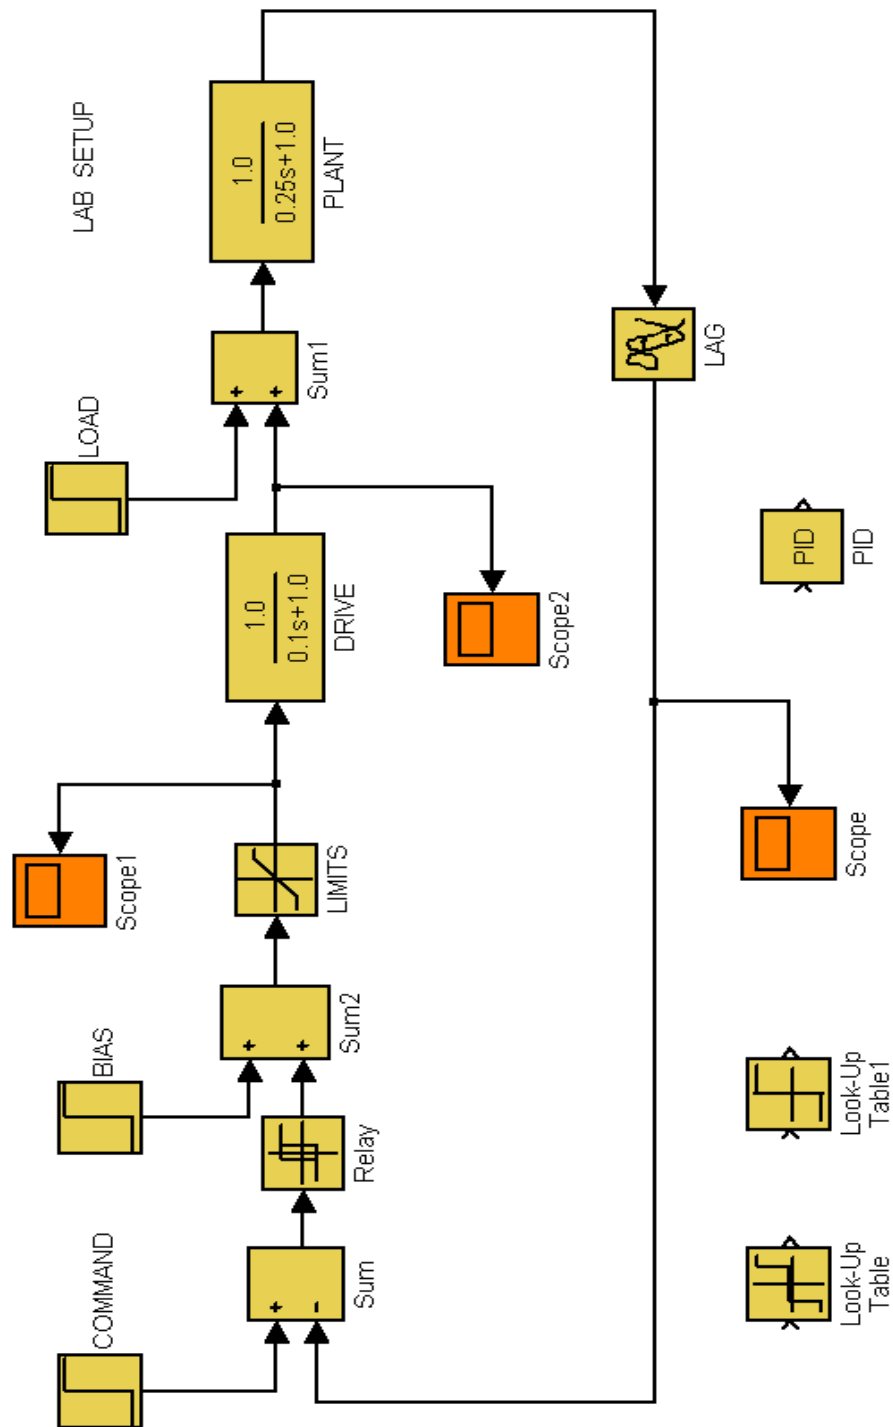 LAB SETUP
COMMAND
BIAS
Scope1
LOAD
+
-
Sum
Relay
+
+
Sum2
LIMITS
1.0
0.1s+1.0
DRIVE
+
+
Sum1
1.0
0.25s+1.0
PLANT
Scope2
LAG
Look-Up
Table
Look-Up
Table1
Scope
PID
PID